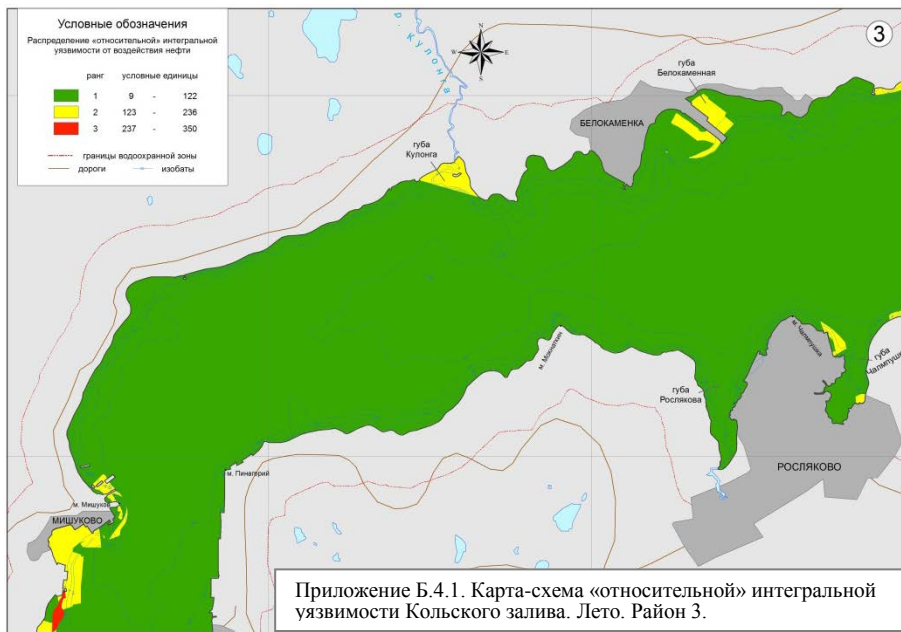 Условные обозначения
Распределение «относительной» интегральной
уязвимости от воздействия нефти
ранг условные единицы
1 9 - 122
2 123 - 236
3 237 - 350
границы водоохранной зоны
дороги изобаты
р. Кулонга
N
W E
S
3
губа
Белокаменная
БЕЛОКАМЕНКА
губа
Кулонга
м. Мохнаткин
м. Чалмпушка
губа
Чалмпушка
губа
Рослякова
РОСЛЯКОВО
м. Пинагорий
м. Мишуков
МИШУКОВО
Приложение Б.4.1. Карта-схема «относительной» интегральной
уязвимости Кольского залива. Лето. Район 3.